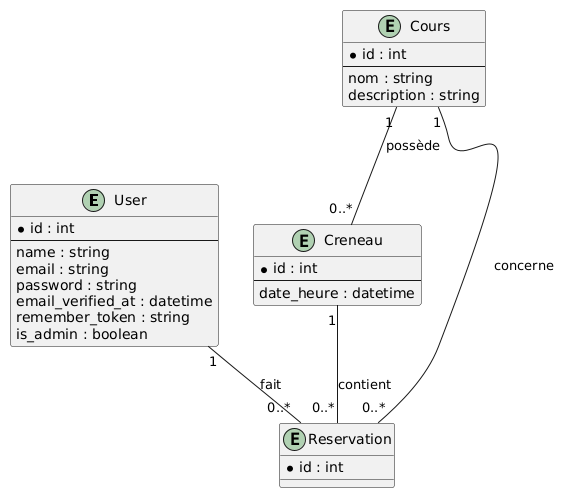 E Cours
* id : int
nom : string
description : string
1
1
possède
0..*
E User
* id : int
name : string
email : string
password : string
email_verified_at : datetime
remember_token : string
is_admin : boolean
E Creneau
* id : int
date_heure : datetime
concerne
1
1
fait
contient
0..*
0..*
0..*
E Reservation
* id : int